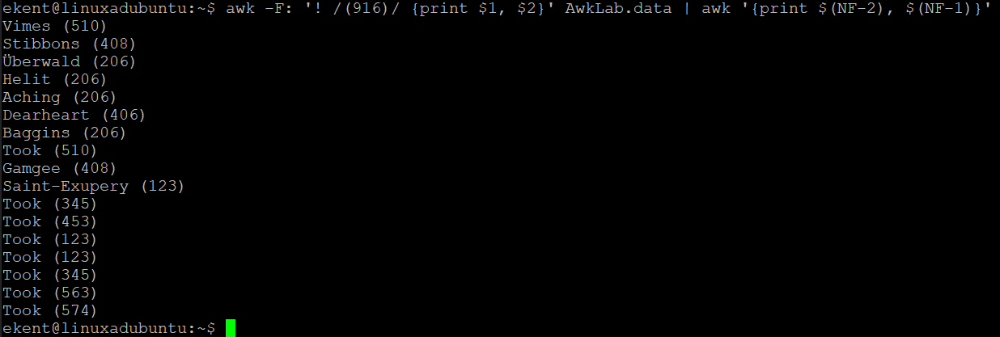 ekent@linuxadubuntu:~$ awk -F: '! /(916)/ {print $1, $2}' AwkLab.data | awk '{print $(NF-2), $(NF-1)}'
Vimes (510)
Stibbons (408)
Überwald (206)
Helit (206)
Aching (206)
Dearheart (406)
Baggins (206)
Took (510)
Gamgee (408)
Saint-Exupery (123)
Took (345)
Took (453)
Took (123)
Took (123)
Took (345)
Took (563)
Took (574)
ekent@linuxadubuntu:~$